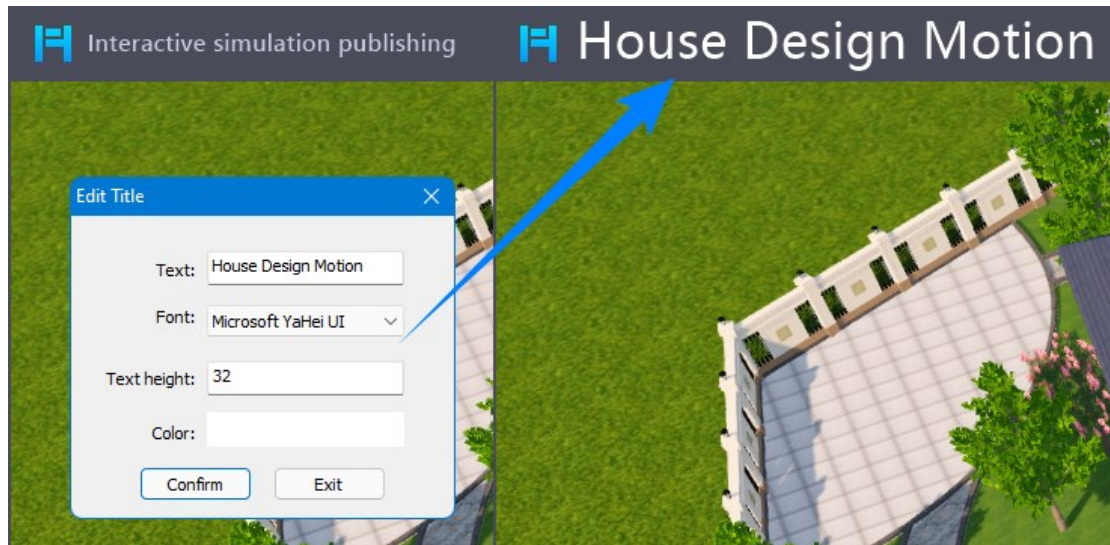 Interactive simulation publishing
House Design Motion
Edit Title
Text: House Design Motion
Font: Microsoft YaHei UI
Text height: 32
Color:
Confirm Exit